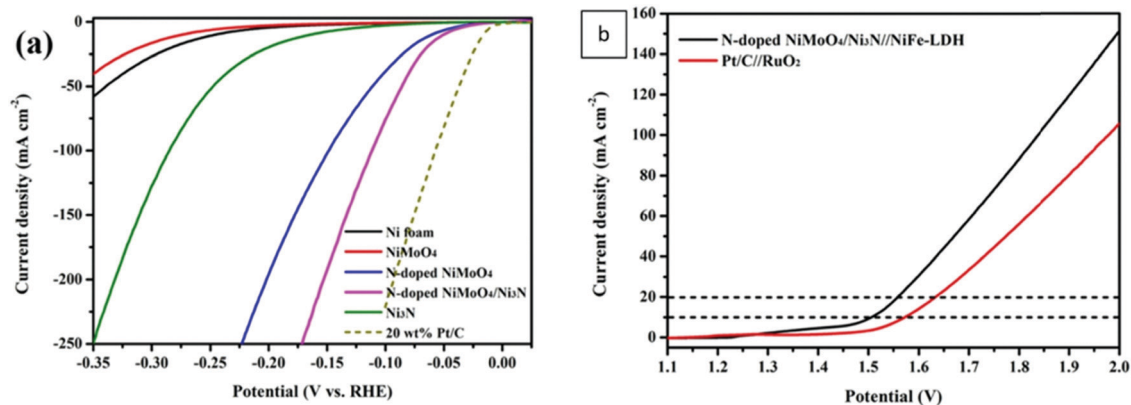 (a)
Current density (mA cm⁻²)
0
-50
-100
-150
-200
-250
-0.35
-0.30
-0.25
-0.20
-0.15
-0.10
-0.05
0.00
Potential (V vs. RHE)
Ni foam
NiMoO₄
N-doped NiMoO₄
N-doped NiMoO₄/Ni₃N
Ni₃N
20 wt% Pt/C
b
Current density (mA cm⁻²)
160
140
120
100
80
60
40
20
0
1.1
1.2
1.3
1.4
1.5
1.6
1.7
1.8
1.9
2.0
Potential (V)
N-doped NiMoO₄/Ni₃N//NiFe-LDH
Pt/C//RuO₂